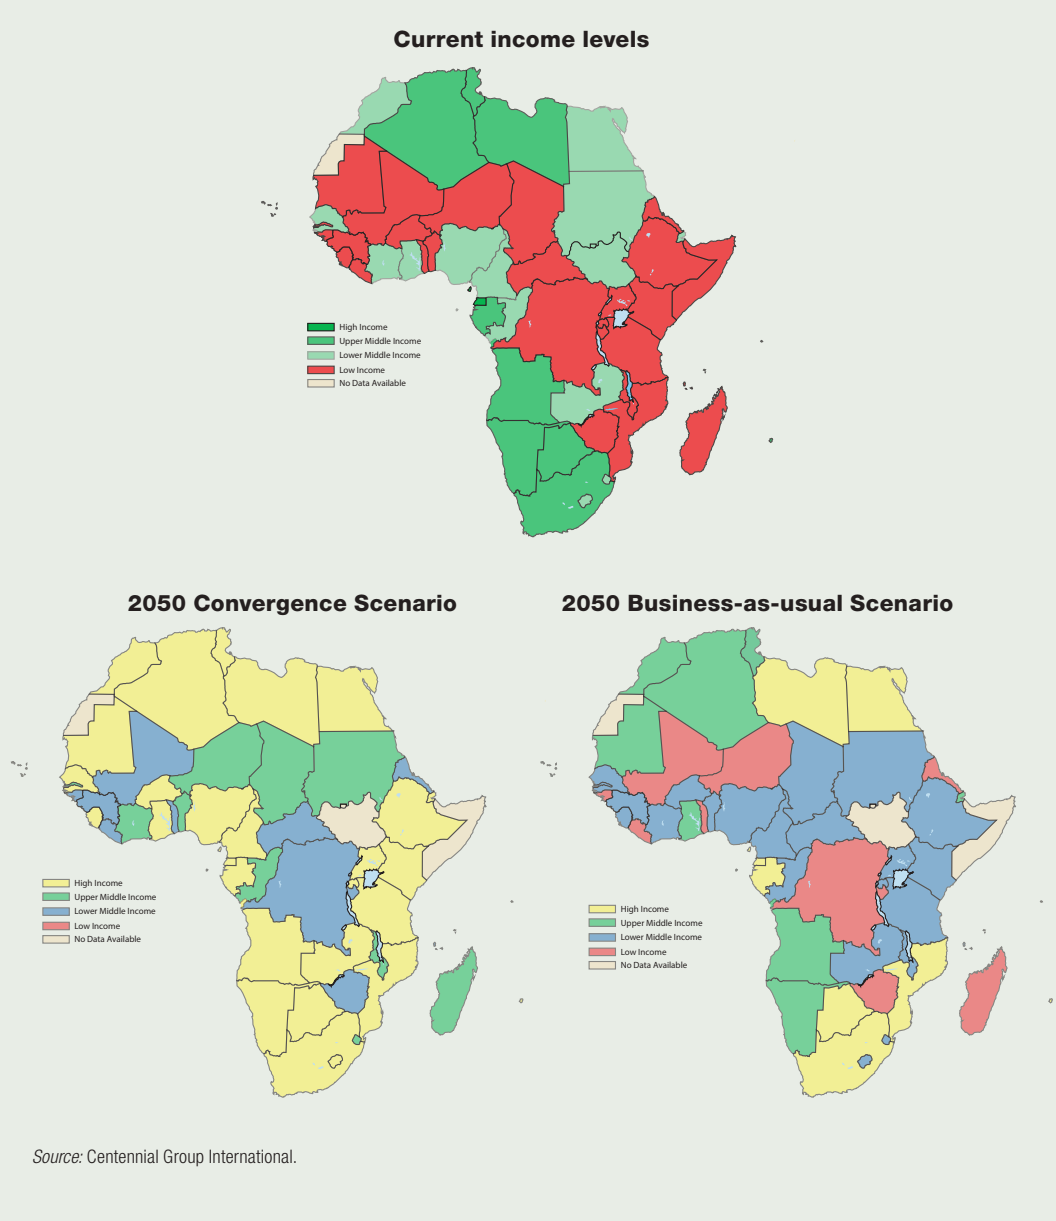 Current income levels
High Income
Upper Middle Income
Lower Middle Income
Low Income
No Data Available
2050 Convergence Scenario
High Income
Upper Middle Income
Lower Middle Income
Low Income
No Data Available
2050 Business-as-usual Scenario
High Income
Upper Middle Income
Lower Middle Income
Low Income
No Data Available
Source: Centennial Group International.